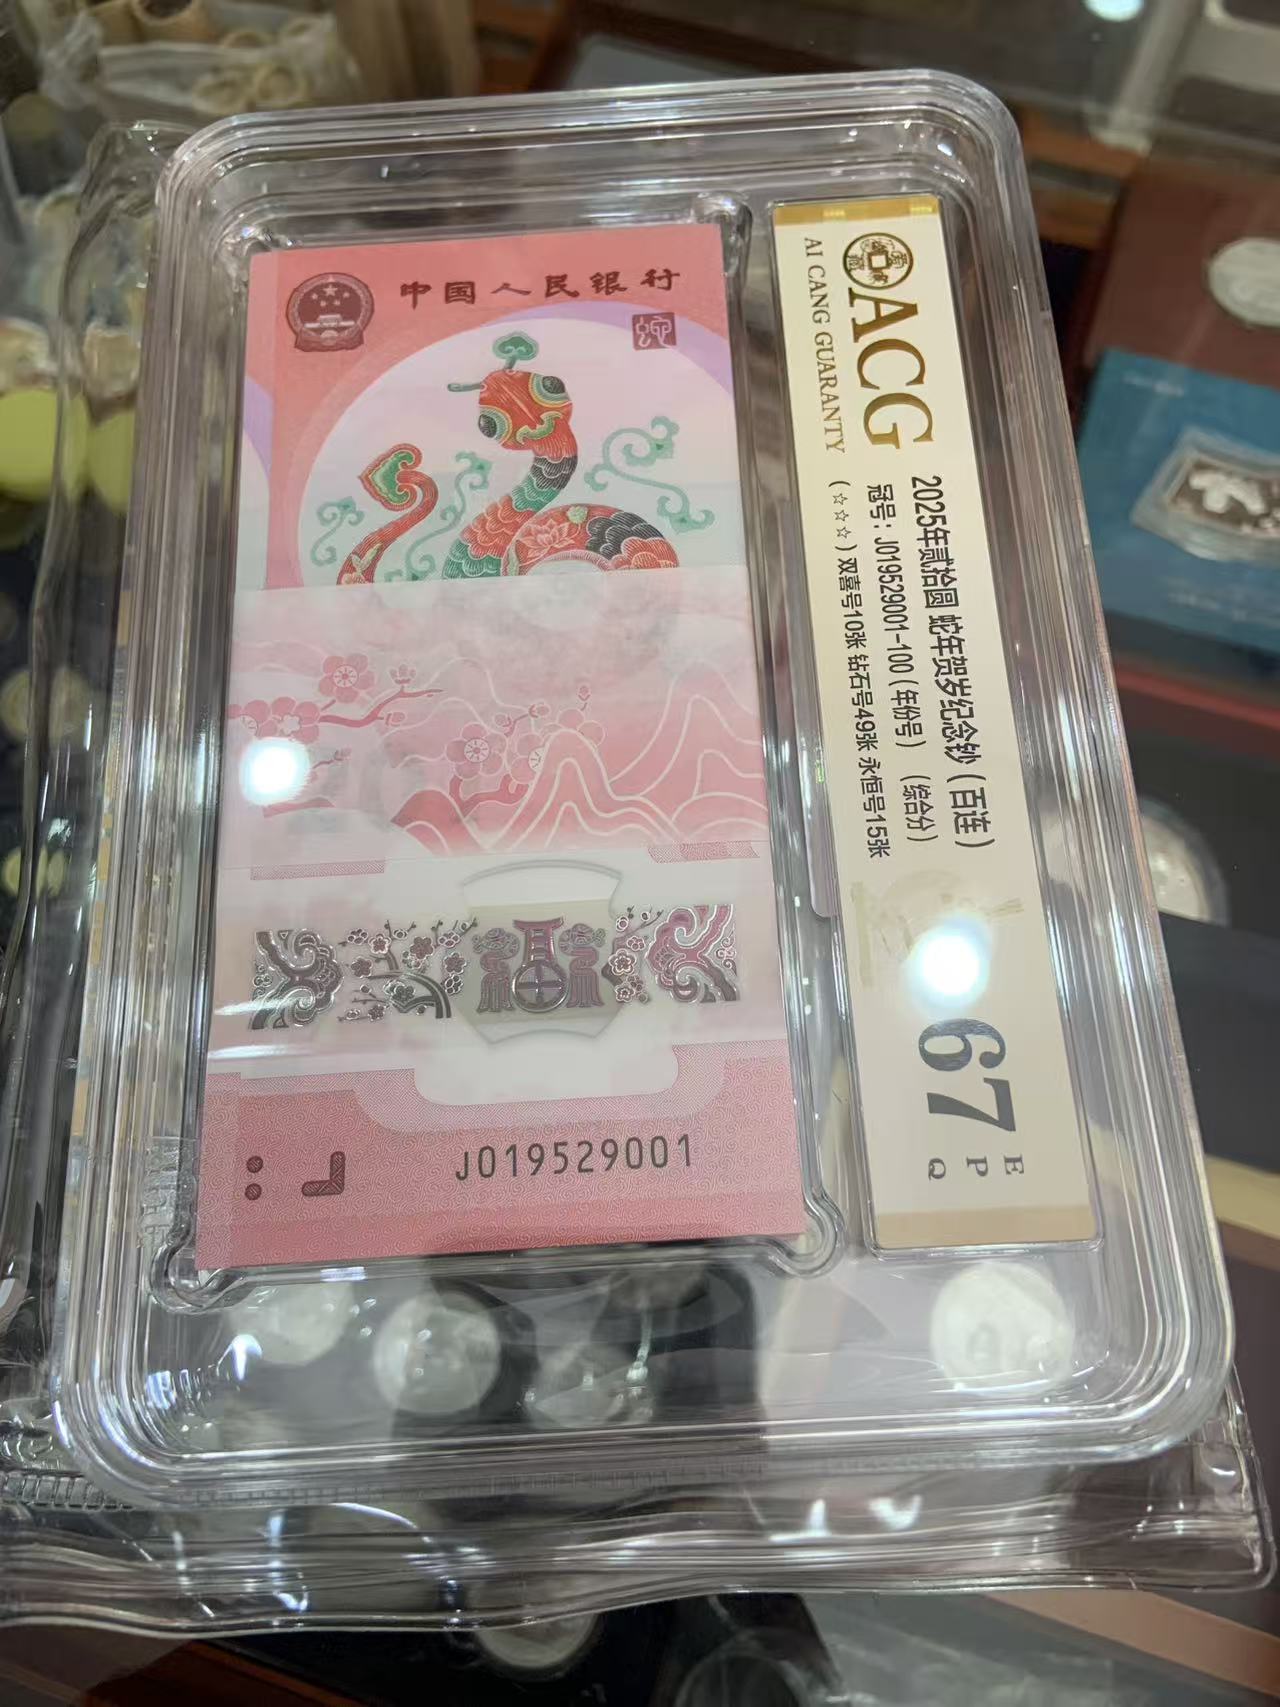 中国人民银行
蛇
J019529001
ACG
AI CANG GUARANTY
2025年贰拾圆 蛇年贺岁纪念钞（百连）
冠号：J019529001-100（年份号）（综合分）
（☆☆☆）双喜号10张 钻石号49张 永恒号15张
67
E
P
Q